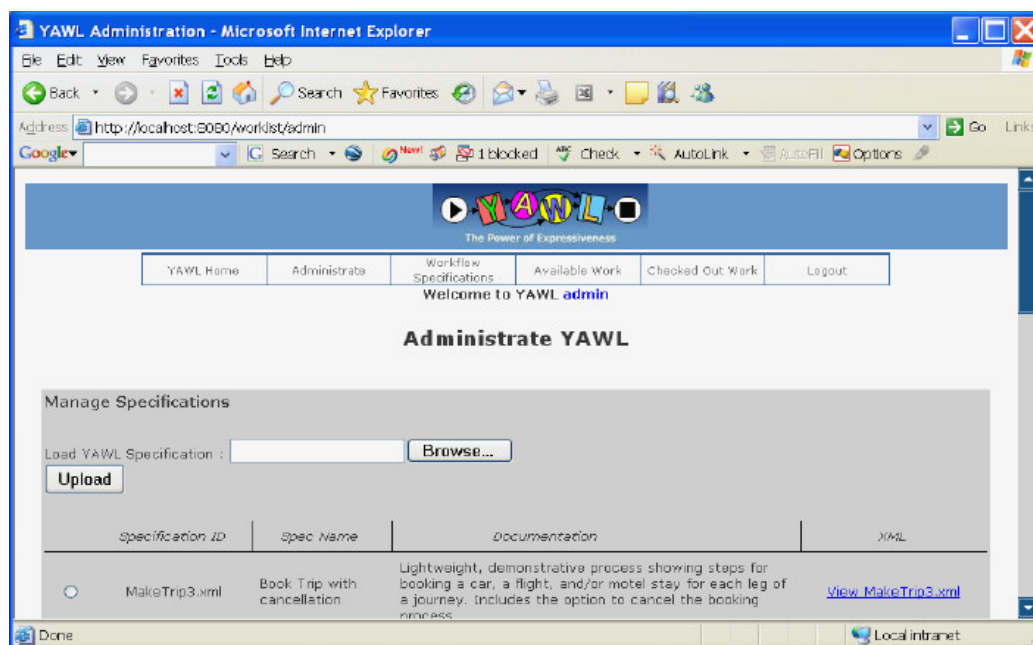 YAWL Administration - Microsoft Internet Explorer
File Edit View Favorites Tools Help
Back Search Favorites
Address http://localhost:8080/worklist/admin Go Links
Google Search New! 1 blocked Check AutoLink AutoFill Options
YAWL
The Power of Expressiveness
YAWL Home Administrate Workflow Specifications Available Work Checked Out Work Logout
Welcome to YAWL admin
Administrate YAWL
Manage Specifications
Load YAWL Specification : Browse...
Upload
Specification ID Spec Name Documentation XML
MakeTrip3.xml Book Trip with cancellation Lightweight, demonstrative process showing steps for
booking a car, a flight, and/or motel stay for each leg of
a journey. Includes the option to cancel the booking
process View MakeTrip3.xml
Done Local intranet